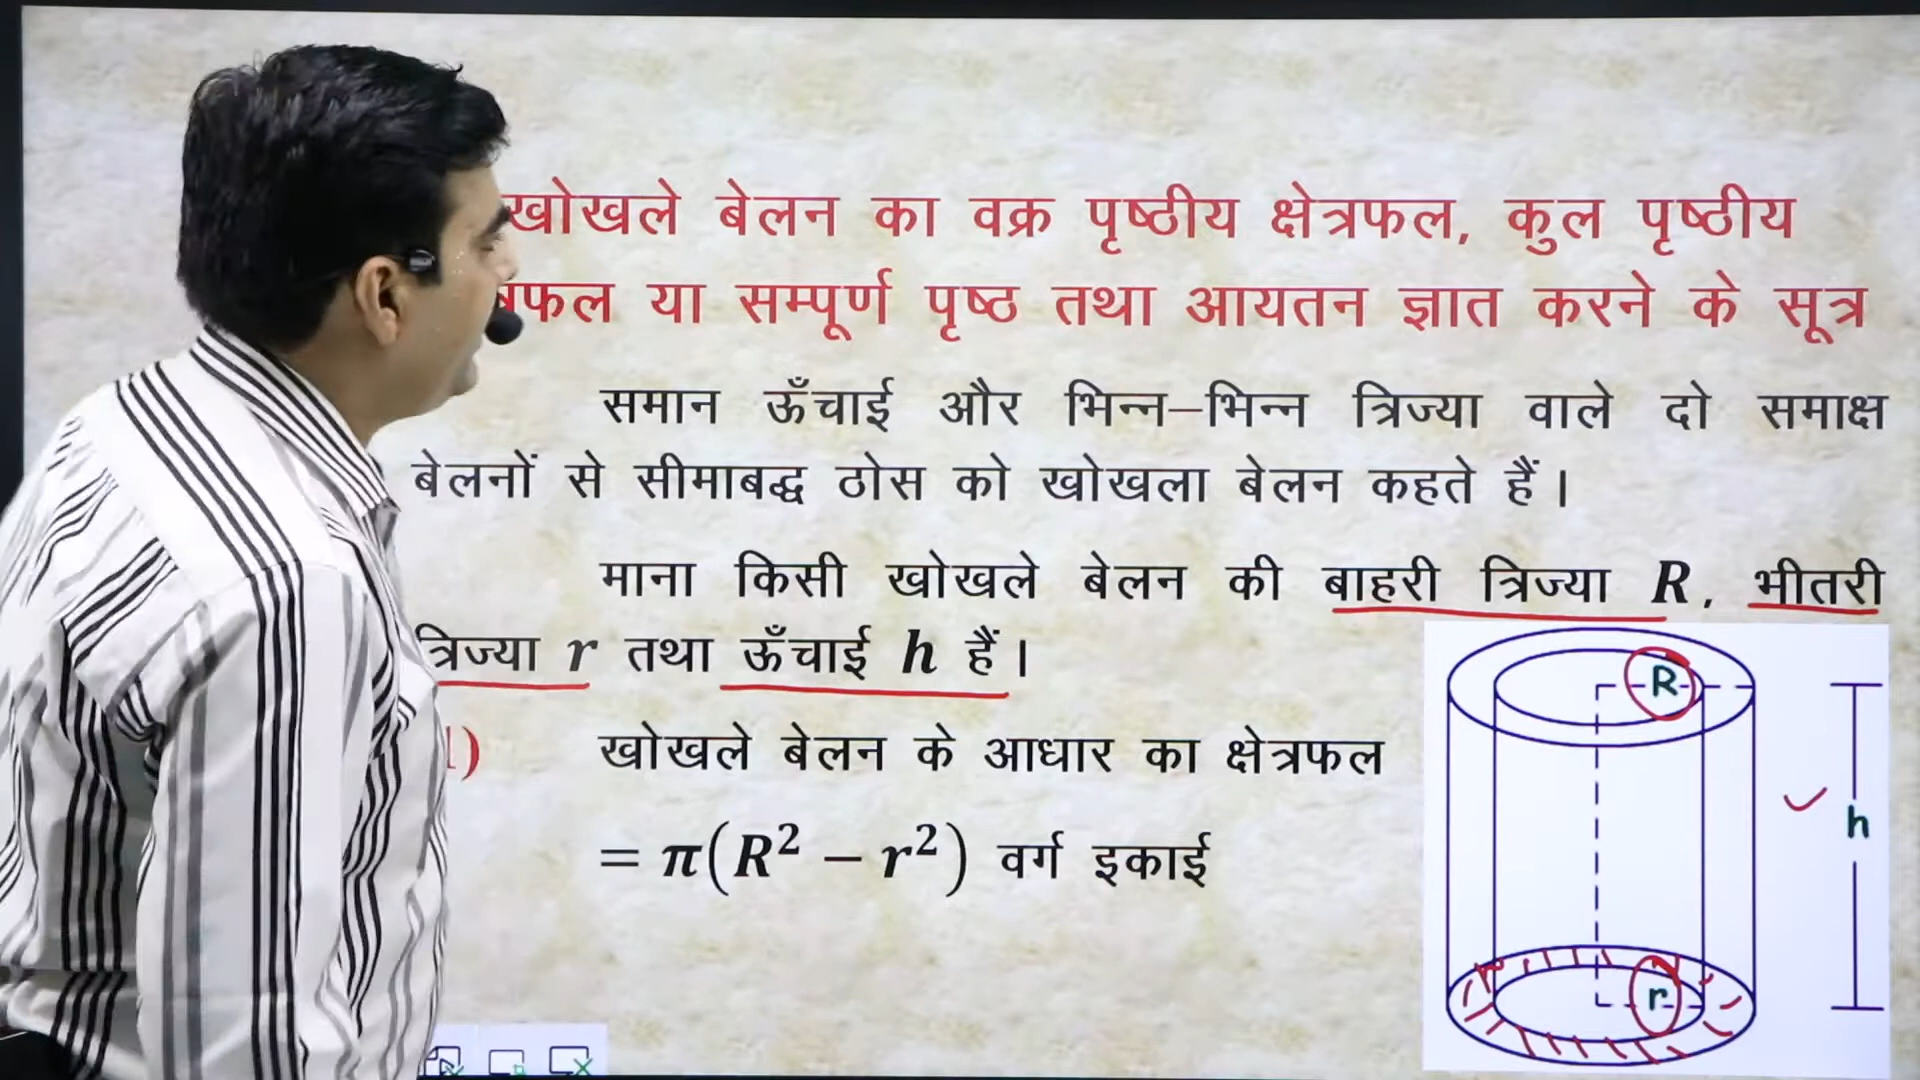 खोखले बेलन का वक्र पृष्ठीय क्षेत्रफल, कुल पृष्ठीय
या सम्पूर्ण पृष्ठ तथा आयतन ज्ञात करने के सूत्र
समान ऊँचाई और भिन्न–भिन्न त्रिज्या वाले दो समाक्ष
बेलनों से सीमाबद्ध ठोस को खोखला बेलन कहते हैं।
माना किसी खोखले बेलन की बाहरी त्रिज्या R, भीतरी
त्रिज्या r तथा ऊँचाई h हैं।
खोखले बेलन के आधार का क्षेत्रफल
= π(R² − r²) वर्ग इकाई
R
h
r